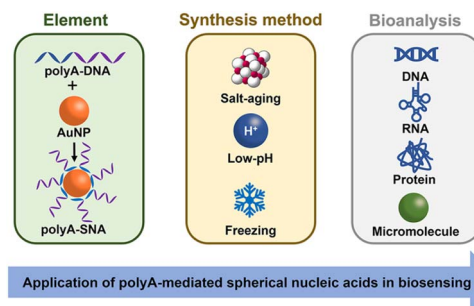 Element
polyA-DNA
+
AuNP
polyA-SNA
Synthesis method
Salt-aging
H⁺
Low-pH
Freezing
Bioanalysis
DNA
RNA
Protein
Micromolecule
Application of polyA-mediated spherical nucleic acids in biosensing